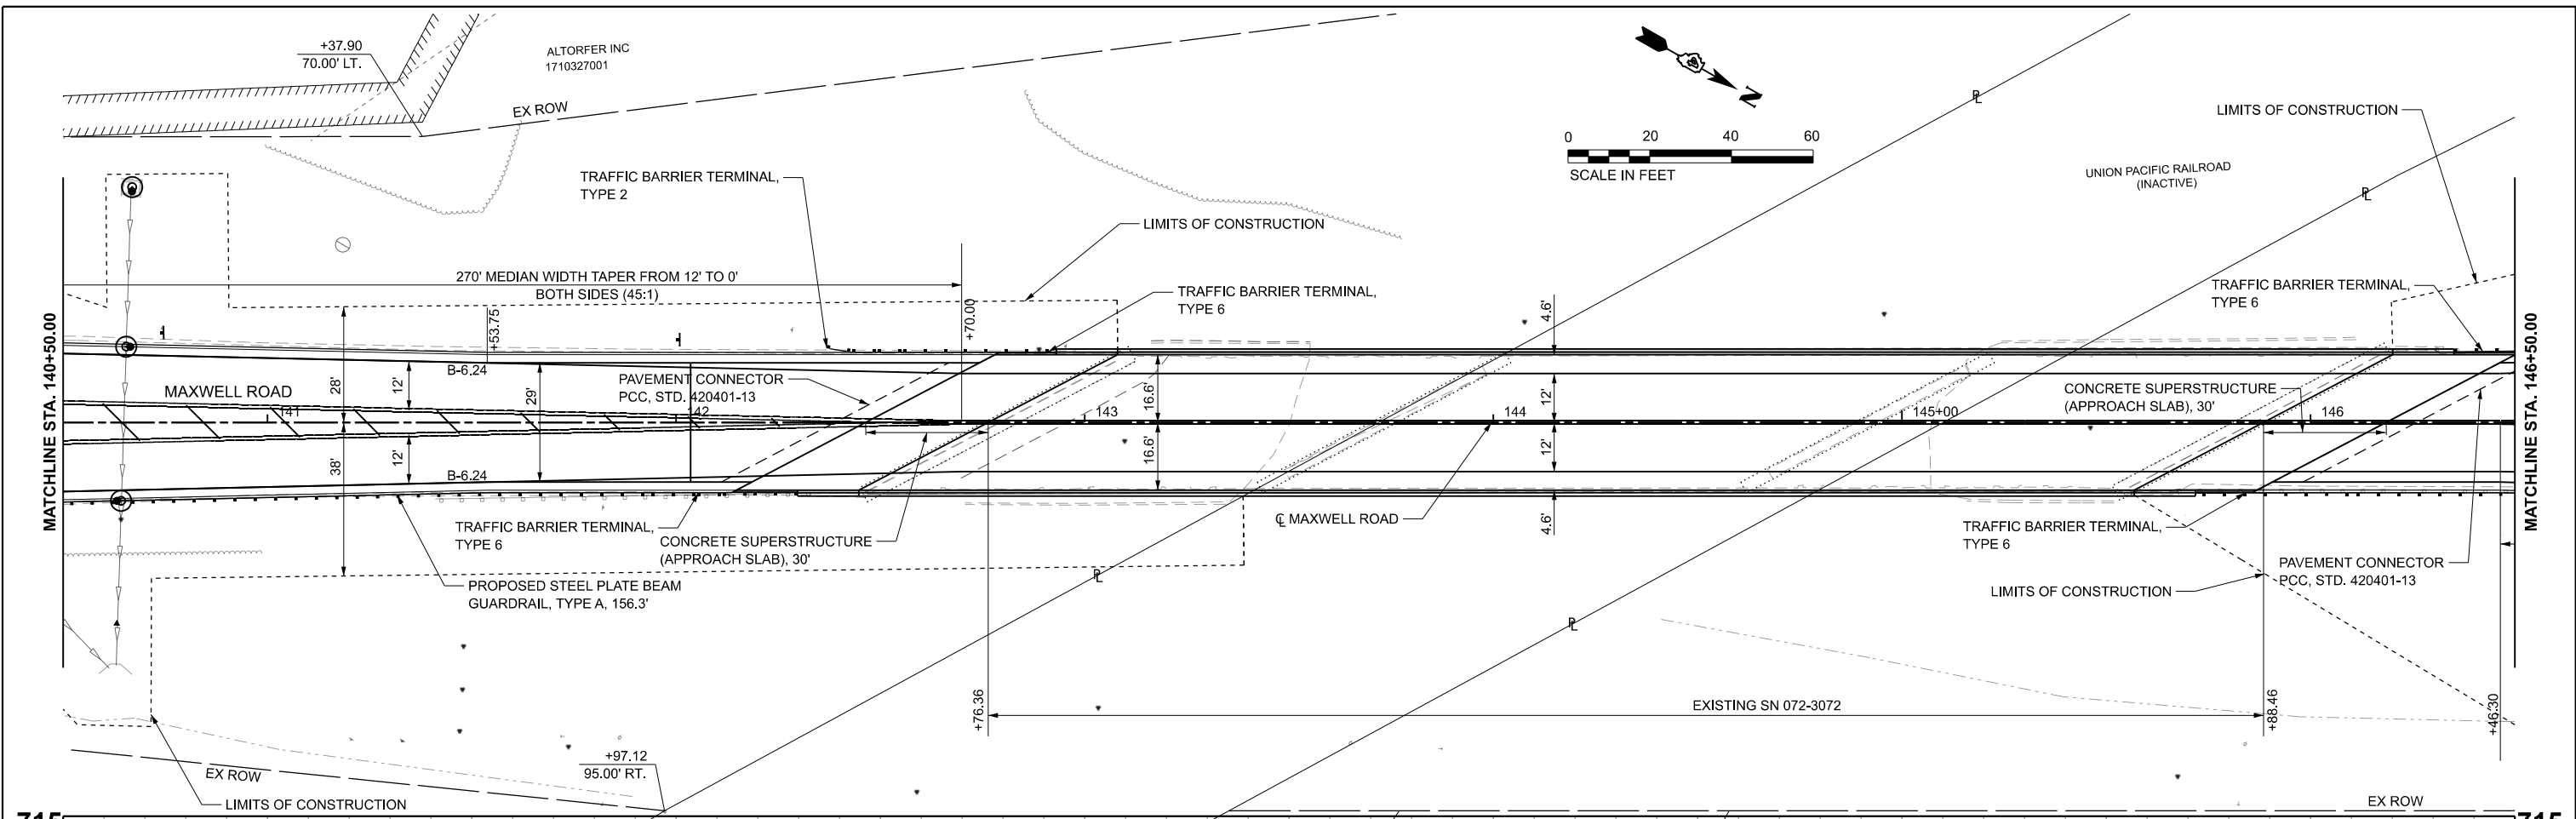 +37.90
70.00' LT.
ALTORFER INC
1710327001
EX ROW
N
0 20 40 60
SCALE IN FEET
LIMITS OF CONSTRUCTION
UNION PACIFIC RAILROAD
(INACTIVE)
PL
PL
TRAFFIC BARRIER TERMINAL,
TYPE 2
LIMITS OF CONSTRUCTION
270' MEDIAN WIDTH TAPER FROM 12' TO 0'
BOTH SIDES (45:1)
+53.75
+70.00
TRAFFIC BARRIER TERMINAL,
TYPE 6
4.6'
TRAFFIC BARRIER TERMINAL,
TYPE 6
MATCHLINE STA. 140+50.00
MATCHLINE STA. 146+50.00
MAXWELL ROAD
28'
12'
B-6.24
29'
PAVEMENT CONNECTOR
PCC, STD. 420401-13
16.6'
12'
CONCRETE SUPERSTRUCTURE
(APPROACH SLAB), 30'
141
142
143
144
145+00
146
38'
12'
B-6.24
16.6'
12'
4.6'
TRAFFIC BARRIER TERMINAL,
TYPE 6
CONCRETE SUPERSTRUCTURE
(APPROACH SLAB), 30'
CL MAXWELL ROAD
TRAFFIC BARRIER TERMINAL,
TYPE 6
PROPOSED STEEL PLATE BEAM
GUARDRAIL, TYPE A, 156.3'
PL
PL
LIMITS OF CONSTRUCTION
PAVEMENT CONNECTOR
PCC, STD. 420401-13
+76.36
EXISTING SN 072-3072
+88.46
+46.30
+97.12
95.00' RT.
EX ROW
LIMITS OF CONSTRUCTION
EX ROW
715
715